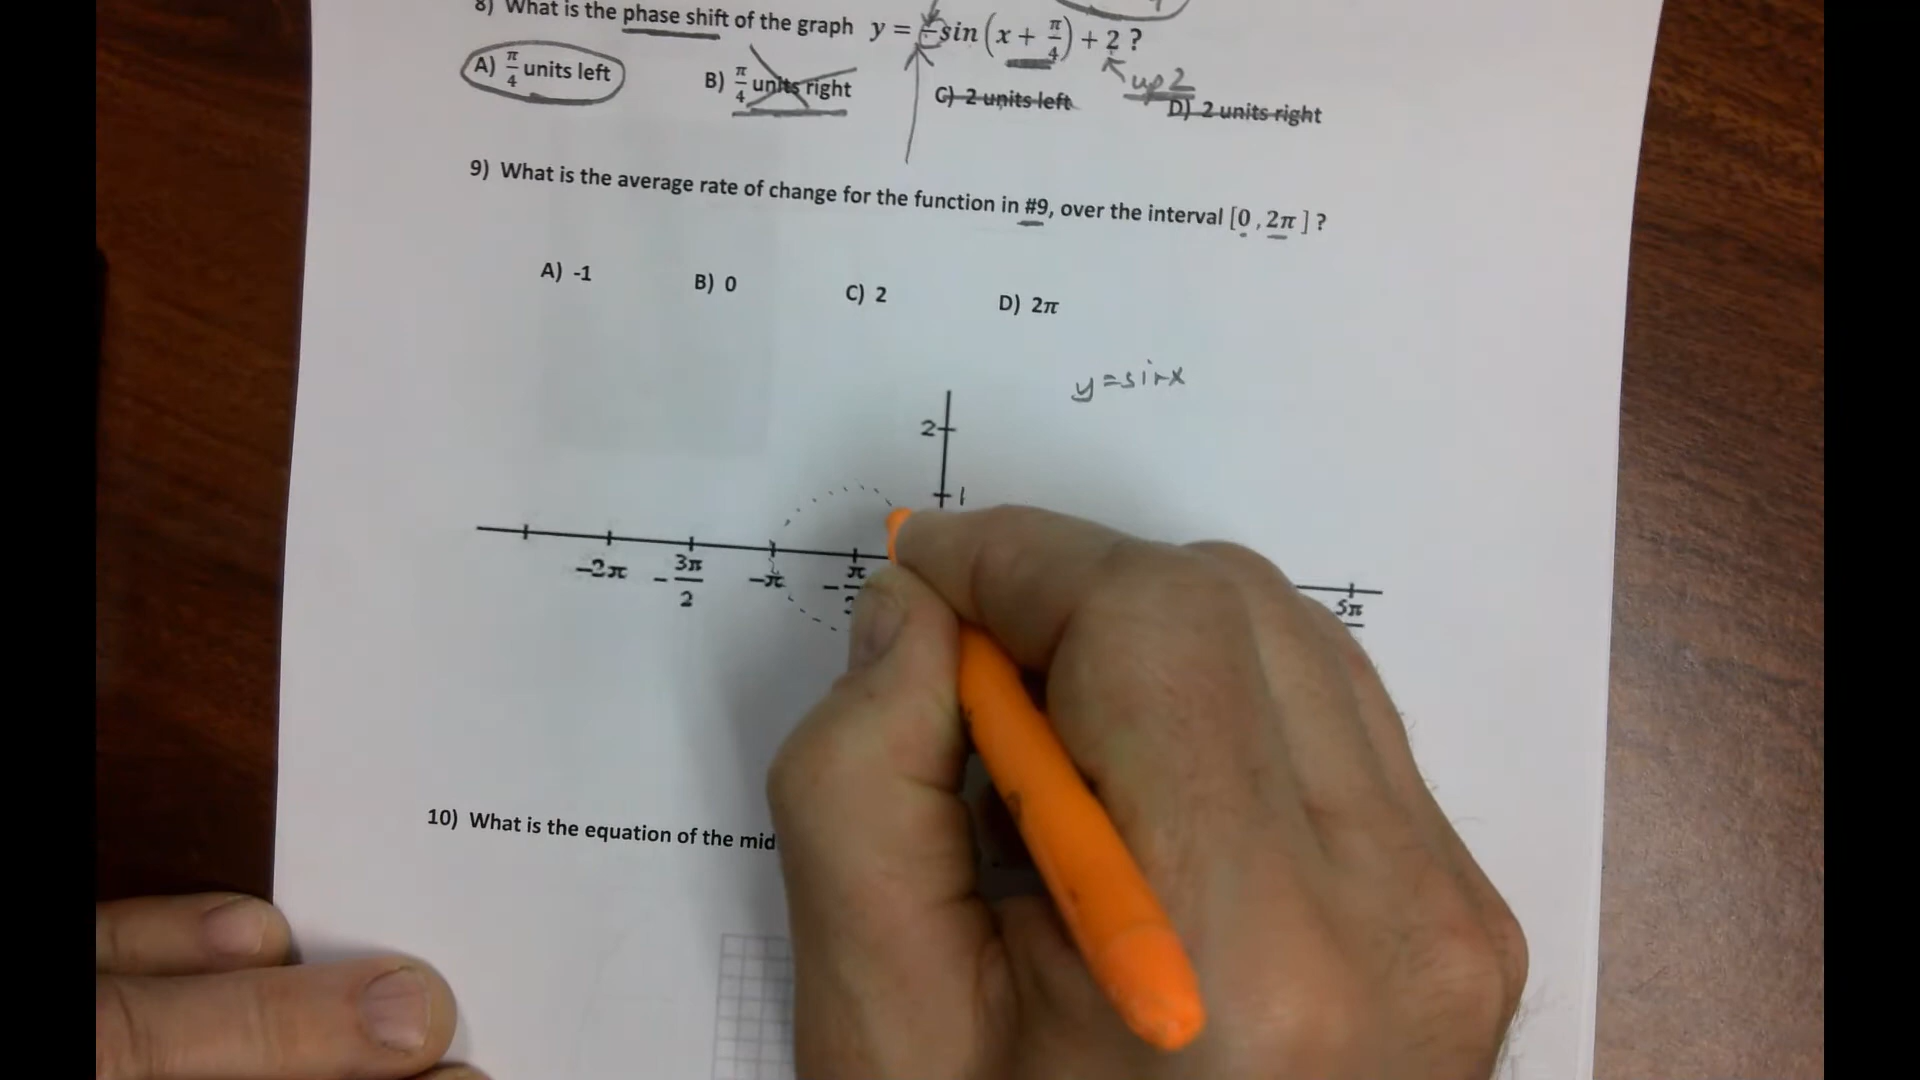 8) What is the phase shift of the graph y = - sin (x + π/4) + 2 ?
up 2
A) π/4 units left B) π/4 units right C) 2 units left D) 2 units right
9) What is the average rate of change for the function in #9, over the interval [0 , 2π ] ?
A) -1 B) 0 C) 2 D) 2π
y = sin x
2
1
-2π -3π/2 -π -π/2 5π
10) What is the equation of the mid